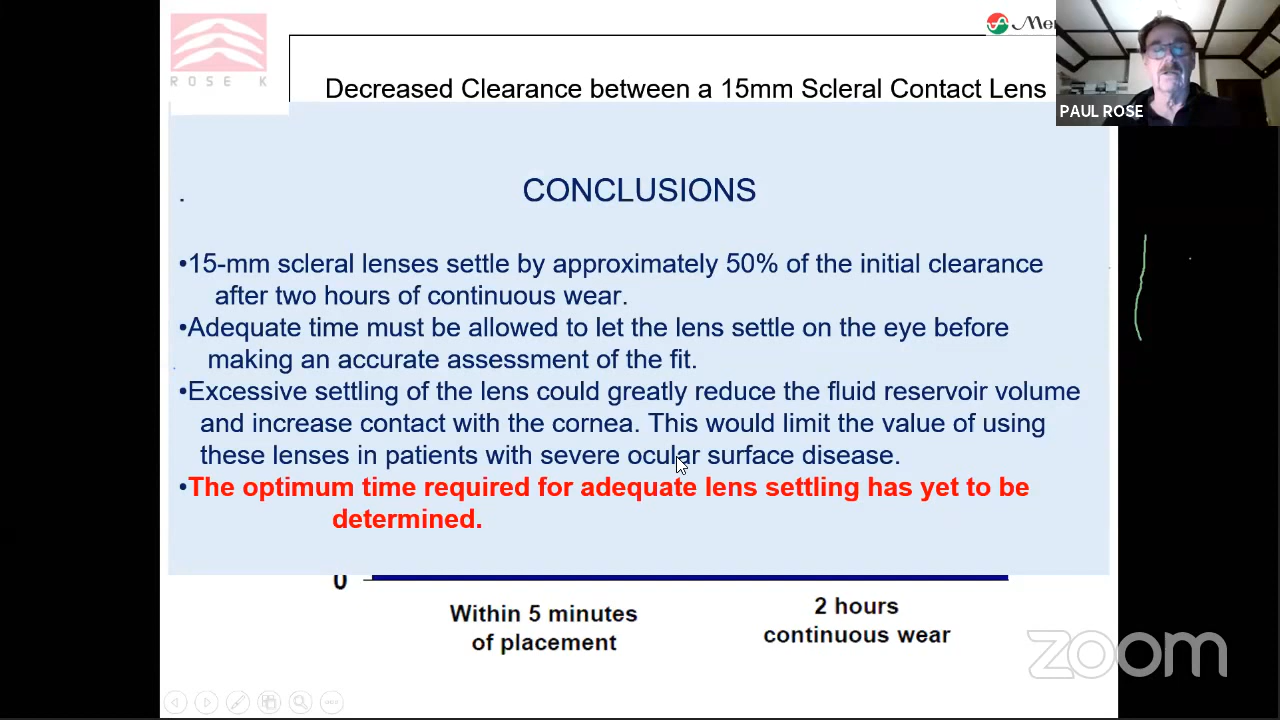 ROSE K
Decreased Clearance between a 15mm Scleral Contact Lens
PAUL ROSE
CONCLUSIONS
•15-mm scleral lenses settle by approximately 50% of the initial clearance
after two hours of continuous wear.
•Adequate time must be allowed to let the lens settle on the eye before
making an accurate assessment of the fit.
•Excessive settling of the lens could greatly reduce the fluid reservoir volume
and increase contact with the cornea. This would limit the value of using
these lenses in patients with severe ocular surface disease.
•The optimum time required for adequate lens settling has yet to be
determined.
0
Within 5 minutes
of placement
2 hours
continuous wear
zoom